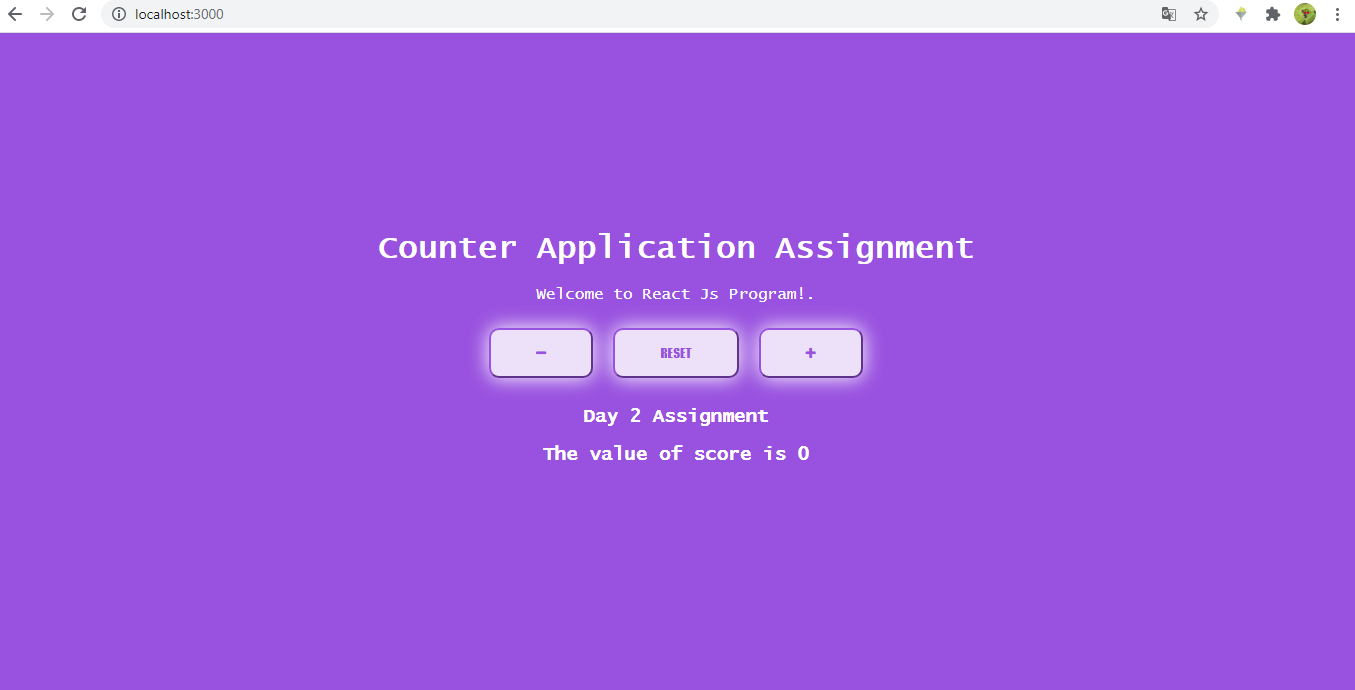 localhost:3000
Counter Application Assignment
Welcome to React Js Program!.
− RESET +
Day 2 Assignment
The value of score is 0